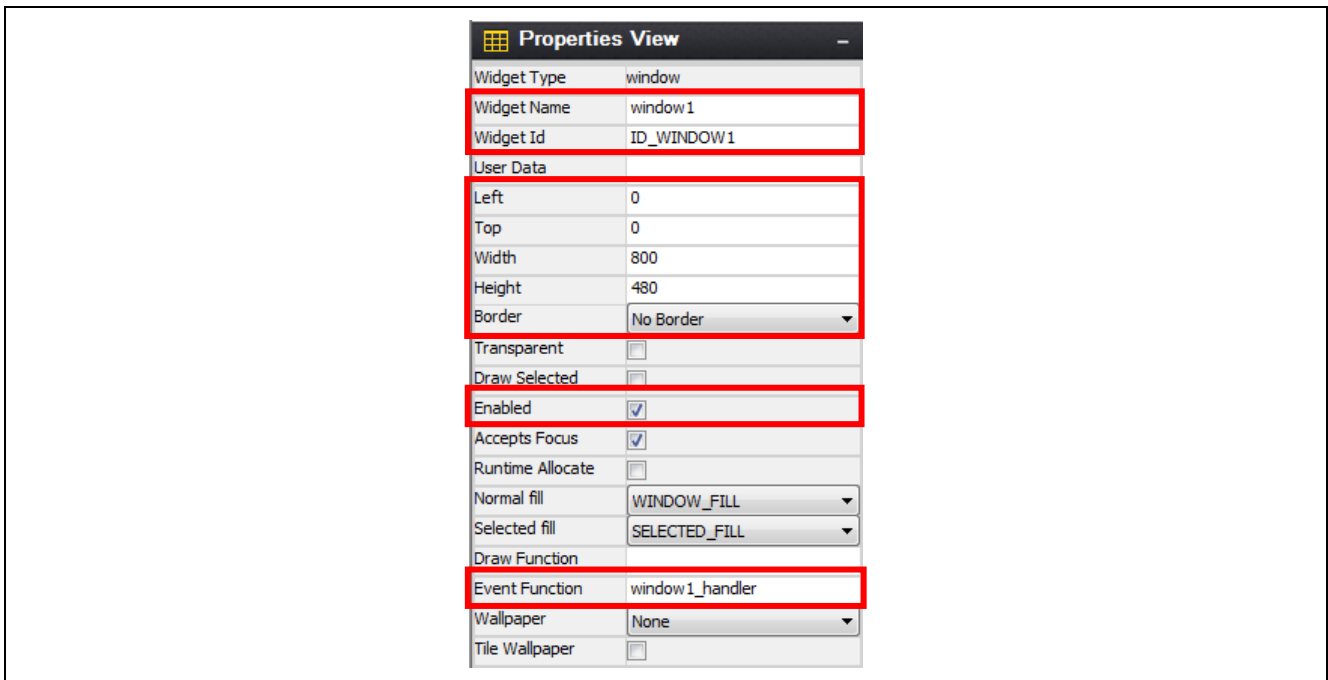 Properties View
Widget Type window
Widget Name window1
Widget Id ID_WINDOW1
User Data
Left 0
Top 0
Width 800
Height 480
Border No Border
Transparent
Draw Selected
Enabled
Accepts Focus
Runtime Allocate
Normal fill WINDOW_FILL
Selected fill SELECTED_FILL
Draw Function
Event Function window1_handler
Wallpaper None
Tile Wallpaper